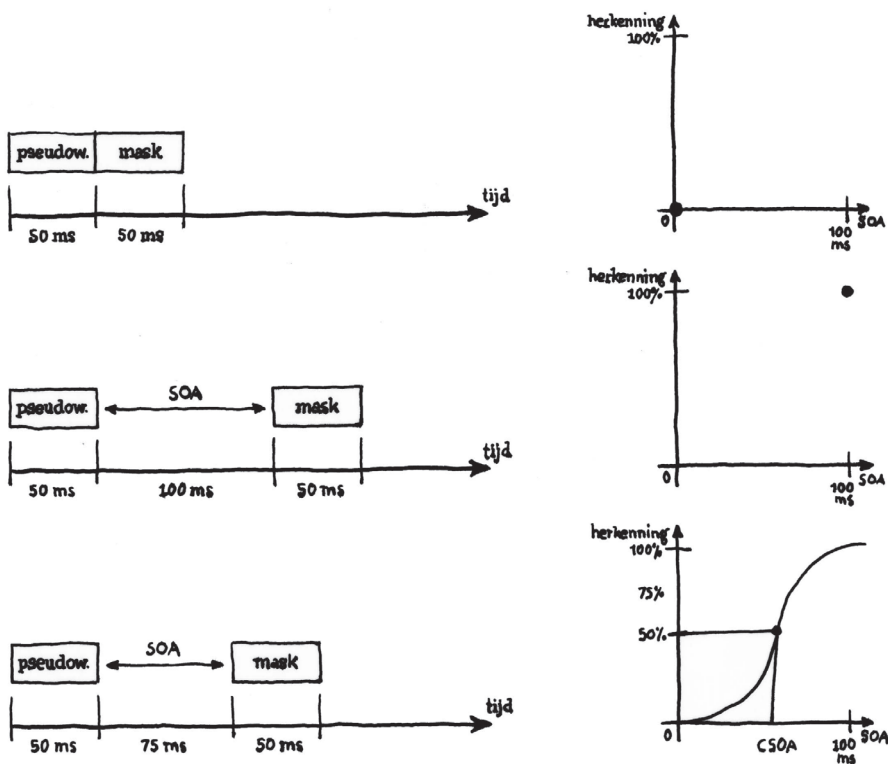 pseudow. mask
tijd
50 ms 50 ms
herkenning
100%
0
100
ms
SOA
pseudow. SOA mask
tijd
50 ms 100 ms 50 ms
herkenning
100%
0
100
ms
SOA
pseudow. SOA mask
tijd
50 ms 75 ms 50 ms
herkenning
100%
75%
50%
0
CSOA
100
ms
SOA